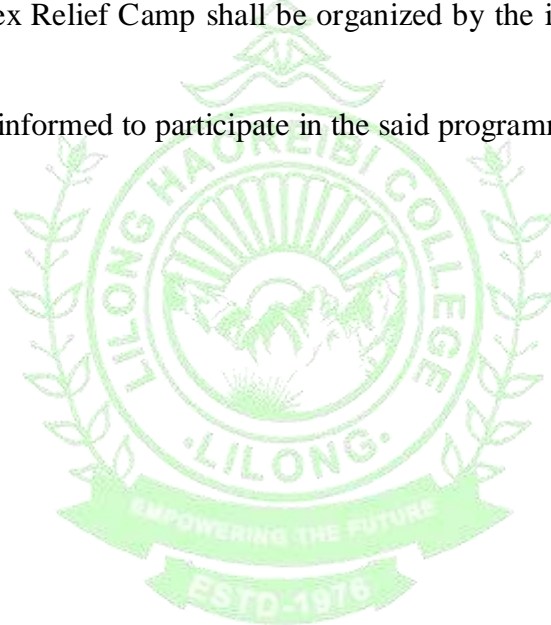 ex Relief Camp shall be organized by the i
informed to participate in the said programm
LILONG HAOREIBI COLLEGE
·LILONG·
EMPOWERING THE FUTURE
ESTD-1976